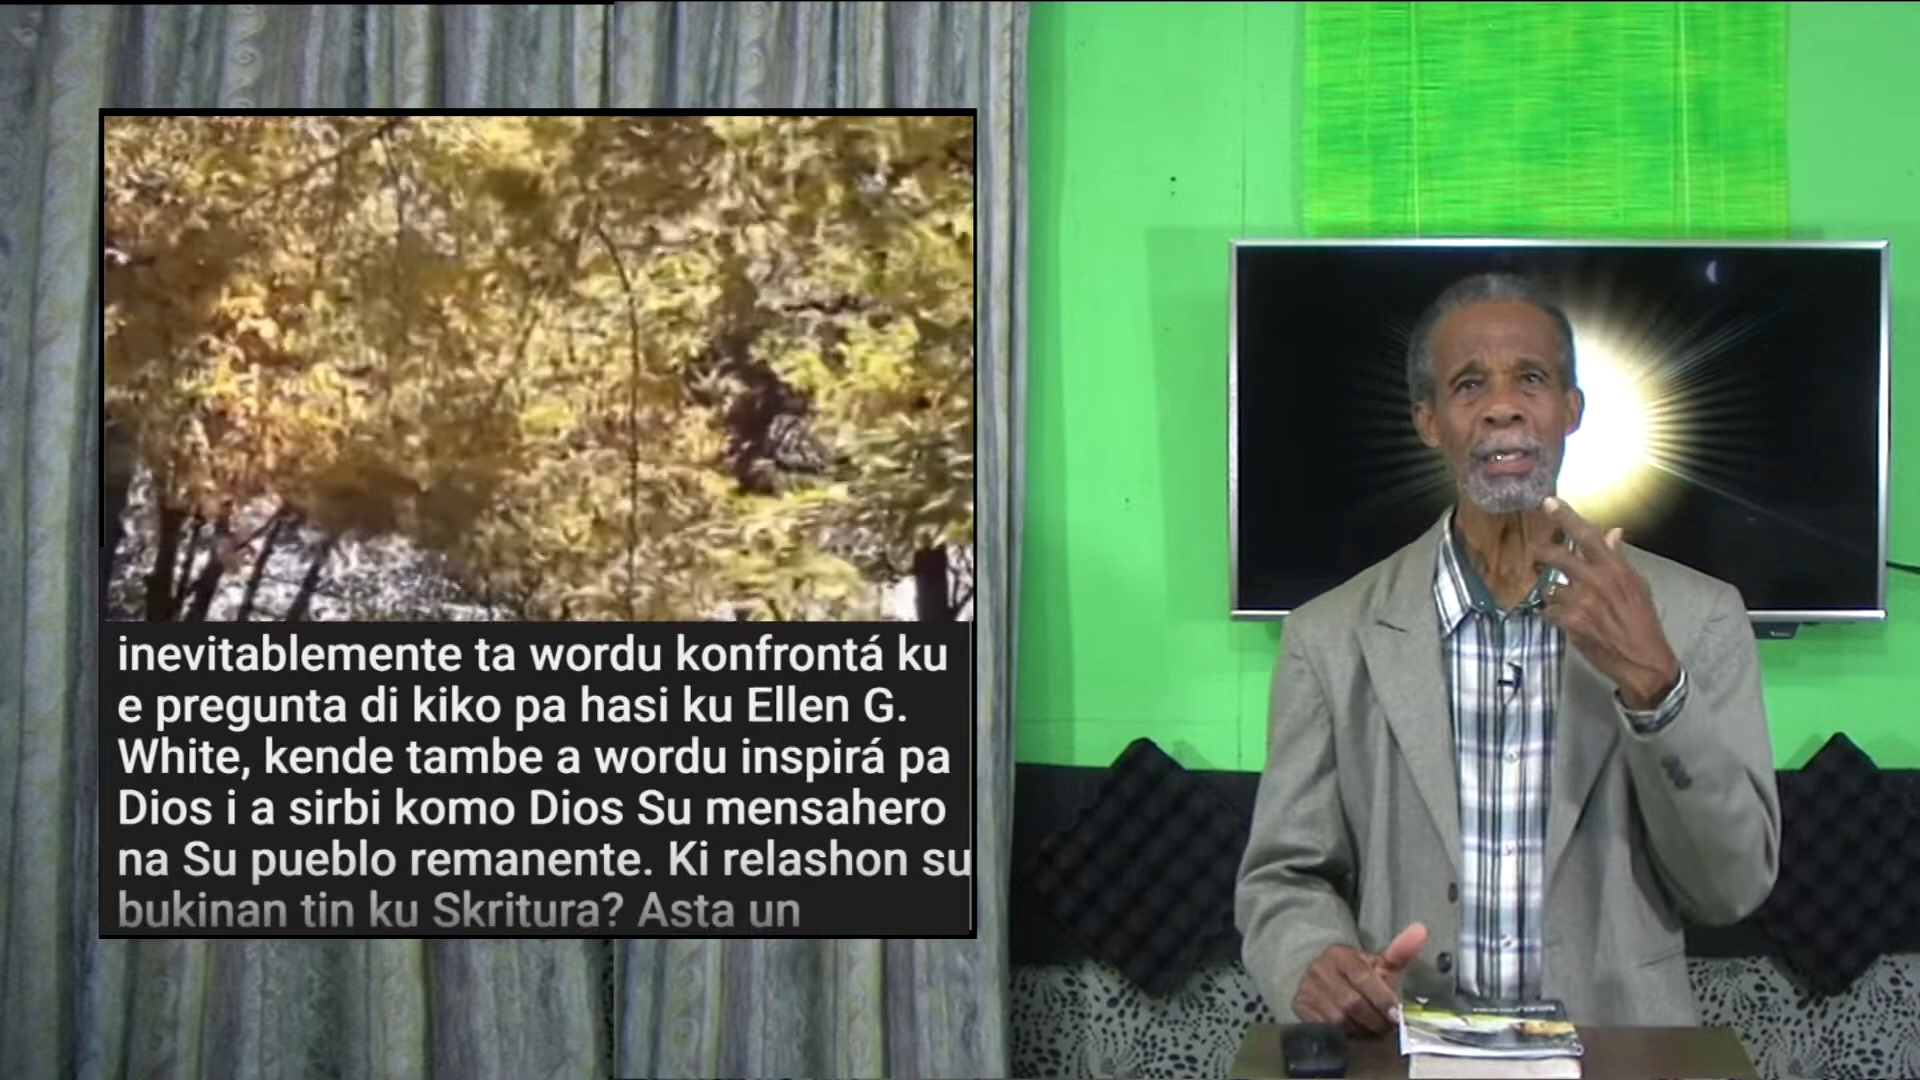 inevitablemente ta wordu konfrontá ku
e pregunta di kiko pa hasi ku Ellen G.
White, kende tambe a wordu inspirá pa
Dios i a sirbi komo Dios Su mensahero
na Su pueblo remanente. Ki relashon su
bukinan tin ku Skritura? Asta un